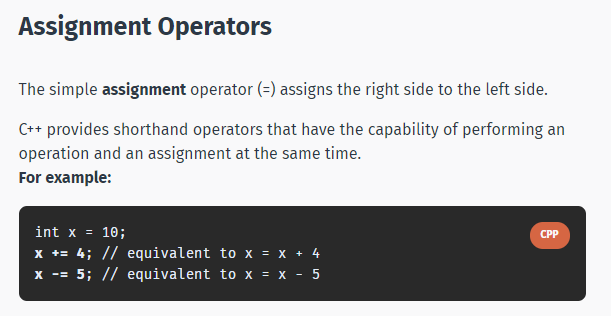 Assignment Operators
The simple assignment operator (=) assigns the right side to the left side.
C++ provides shorthand operators that have the capability of performing an
operation and an assignment at the same time.
For example:
int x = 10;
CPP
x += 4; // equivalent to x = x + 4
x -= 5; // equivalent to x = x - 5